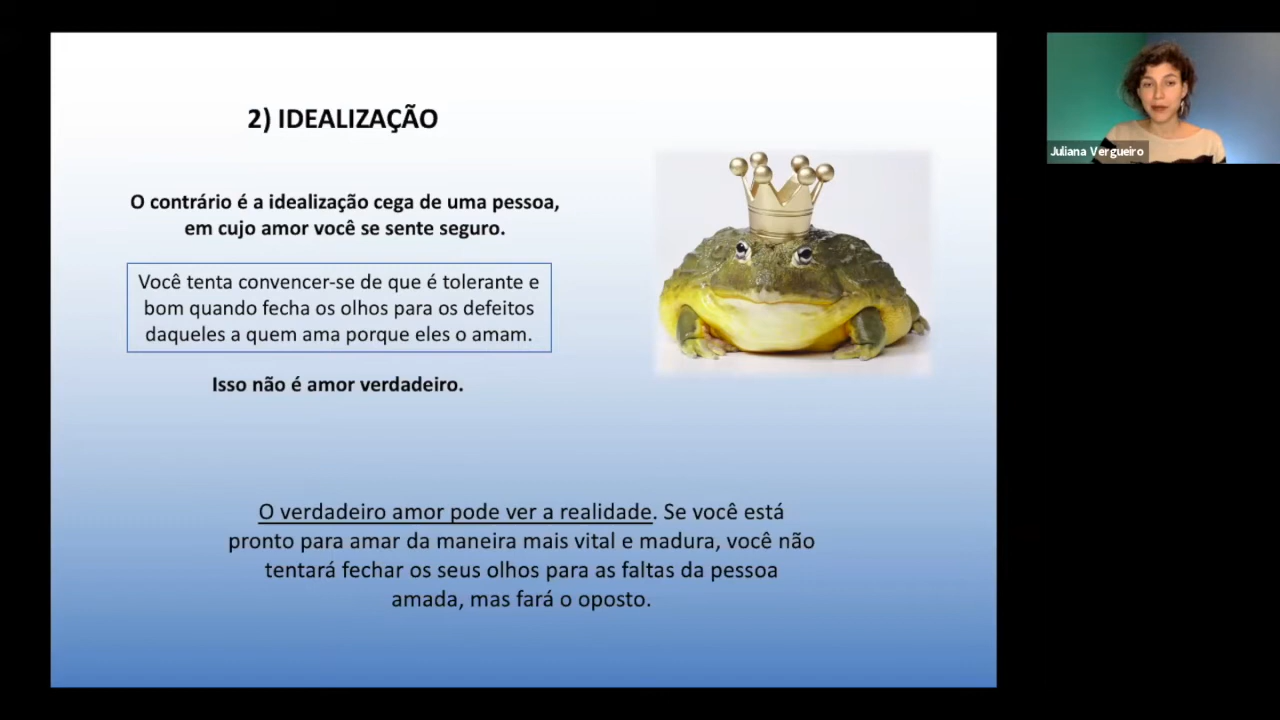 2) IDEALIZAÇÃO
O contrário é a idealização cega de uma pessoa,
em cujo amor você se sente seguro.
Você tenta convencer-se de que é tolerante e
bom quando fecha os olhos para os defeitos
daqueles a quem ama porque eles o amam.
Isso não é amor verdadeiro.
O verdadeiro amor pode ver a realidade. Se você está
pronto para amar da maneira mais vital e madura, você não
tentará fechar os seus olhos para as faltas da pessoa
amada, mas fará o oposto.
Juliana Vergueiro